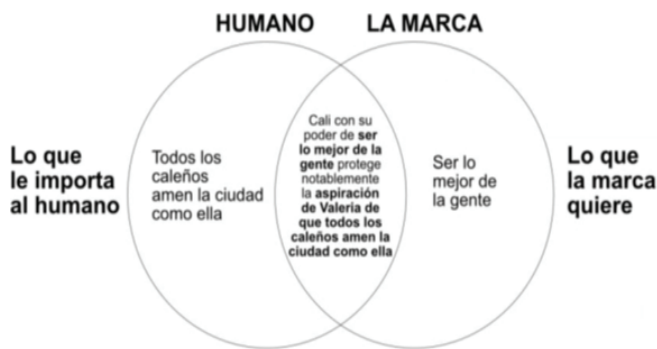 HUMANO
LA MARCA
Lo que
le importa
al humano
Todos los
caleños
amen la ciudad
como ella
Cali con su
poder de ser
lo mejor de la
gente protege
notablemente
la aspiración
de Valeria de
que todos los
caleños amen la
ciudad como ella
Ser lo
mejor de
la gente
Lo que
la marca
quiere